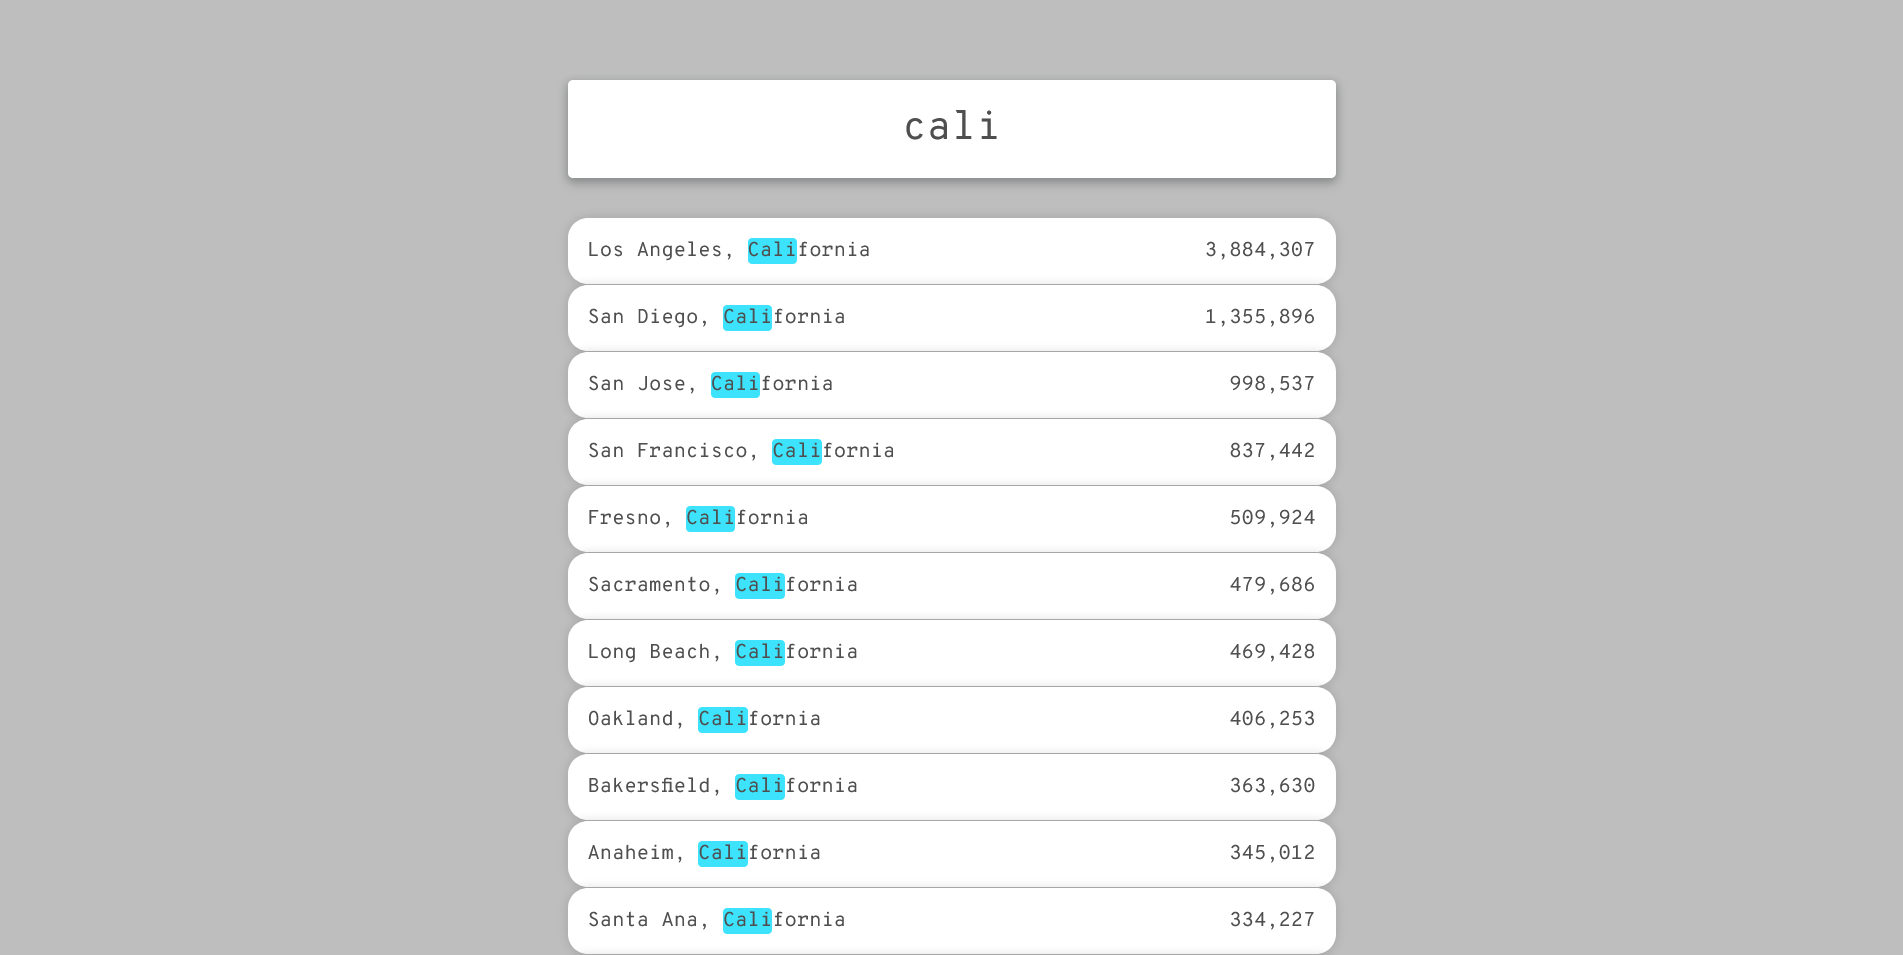 cali
Los Angeles, California 3,884,307
San Diego, California 1,355,896
San Jose, California 998,537
San Francisco, California 837,442
Fresno, California 509,924
Sacramento, California 479,686
Long Beach, California 469,428
Oakland, California 406,253
Bakersfield, California 363,630
Anaheim, California 345,012
Santa Ana, California 334,227